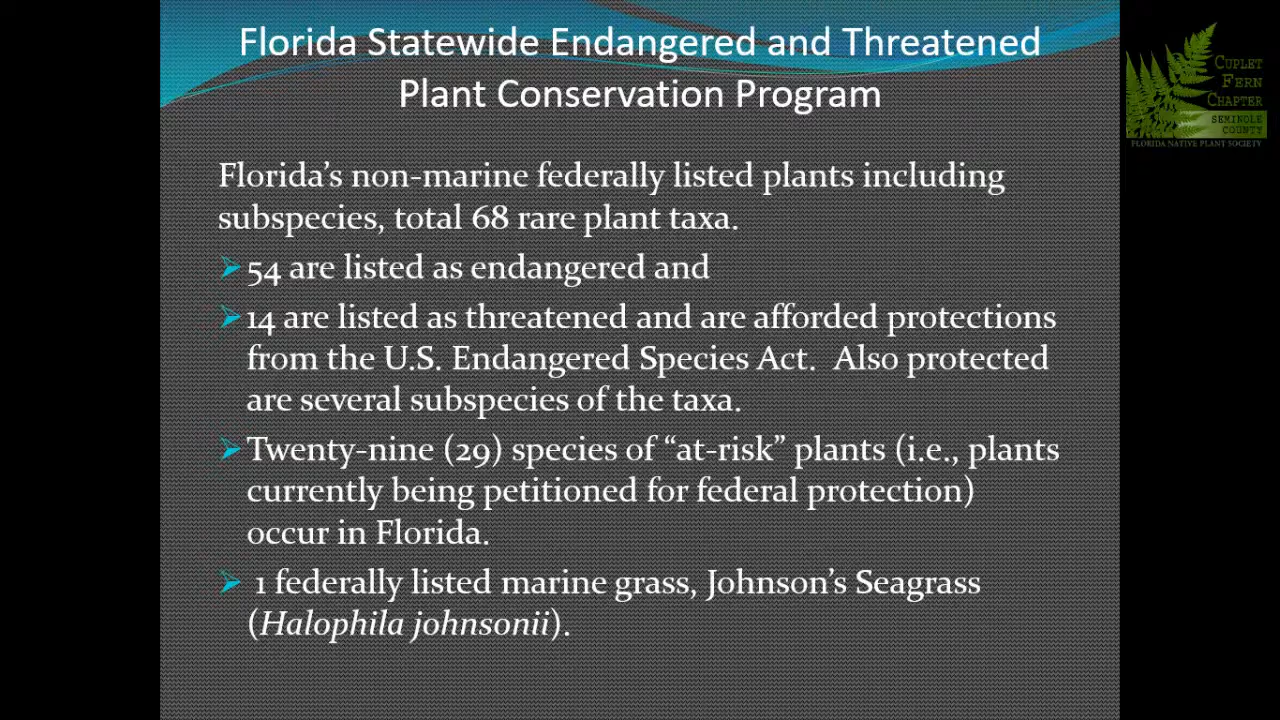 Florida Statewide Endangered and Threatened
Plant Conservation Program
CUPLET
FERN
CHAPTER
SEMINOLE
COUNTY
FLORIDA NATIVE PLANT SOCIETY
Florida’s non-marine federally listed plants including
subspecies, total 68 rare plant taxa.
54 are listed as endangered and
14 are listed as threatened and are afforded protections
from the U.S. Endangered Species Act.  Also protected
are several subspecies of the taxa.
Twenty-nine (29) species of “at-risk” plants (i.e., plants
currently being petitioned for federal protection)
occur in Florida.
1 federally listed marine grass, Johnson’s Seagrass
(Halophila johnsonii).